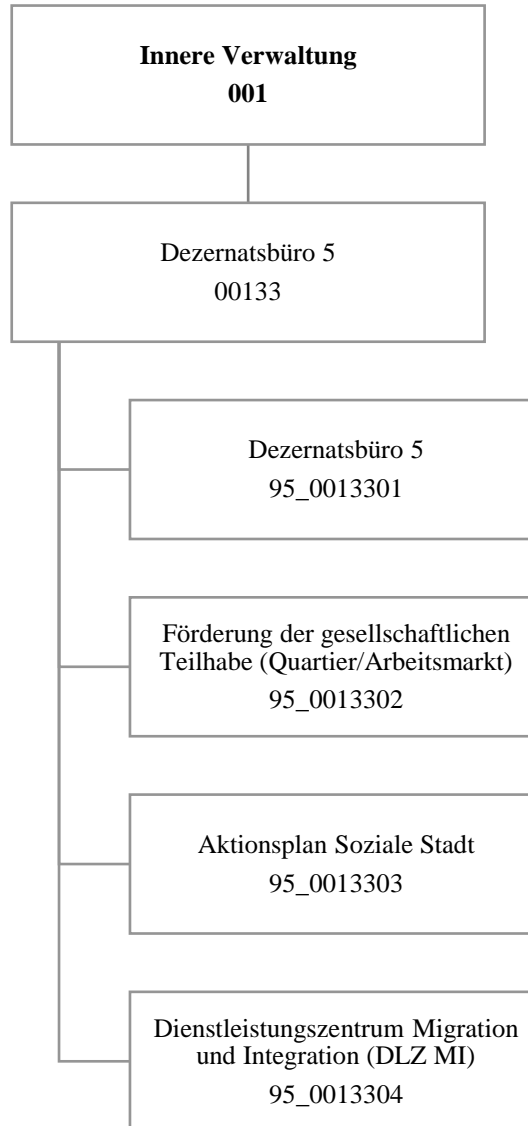 Innere Verwaltung
001
Dezernatsbüro 5
00133
Dezernatsbüro 5
95_0013301
Förderung der gesellschaftlichen
Teilhabe (Quartier/Arbeitsmarkt)
95_0013302
Aktionsplan Soziale Stadt
95_0013303
Dienstleistungszentrum Migration
und Integration (DLZ MI)
95_0013304